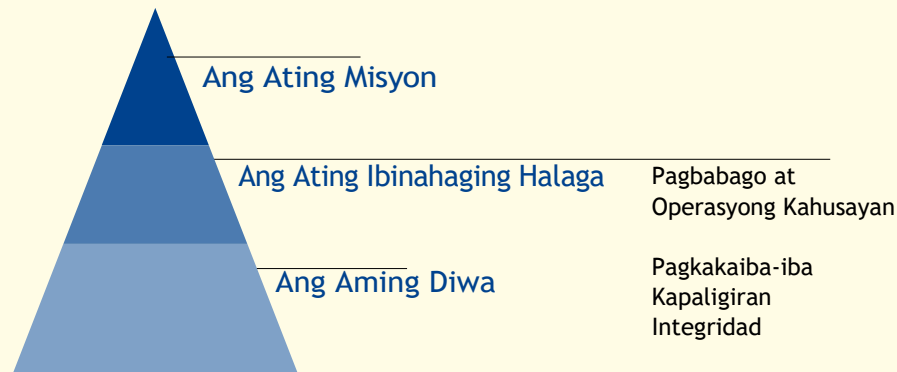 Ang Ating Misyon
Ang Ating Ibinahaging Halaga
Pagbabago at
Operasyong Kahusayan
Ang Aming Diwa
Pagkakaiba-iba
Kapaligiran
Integridad